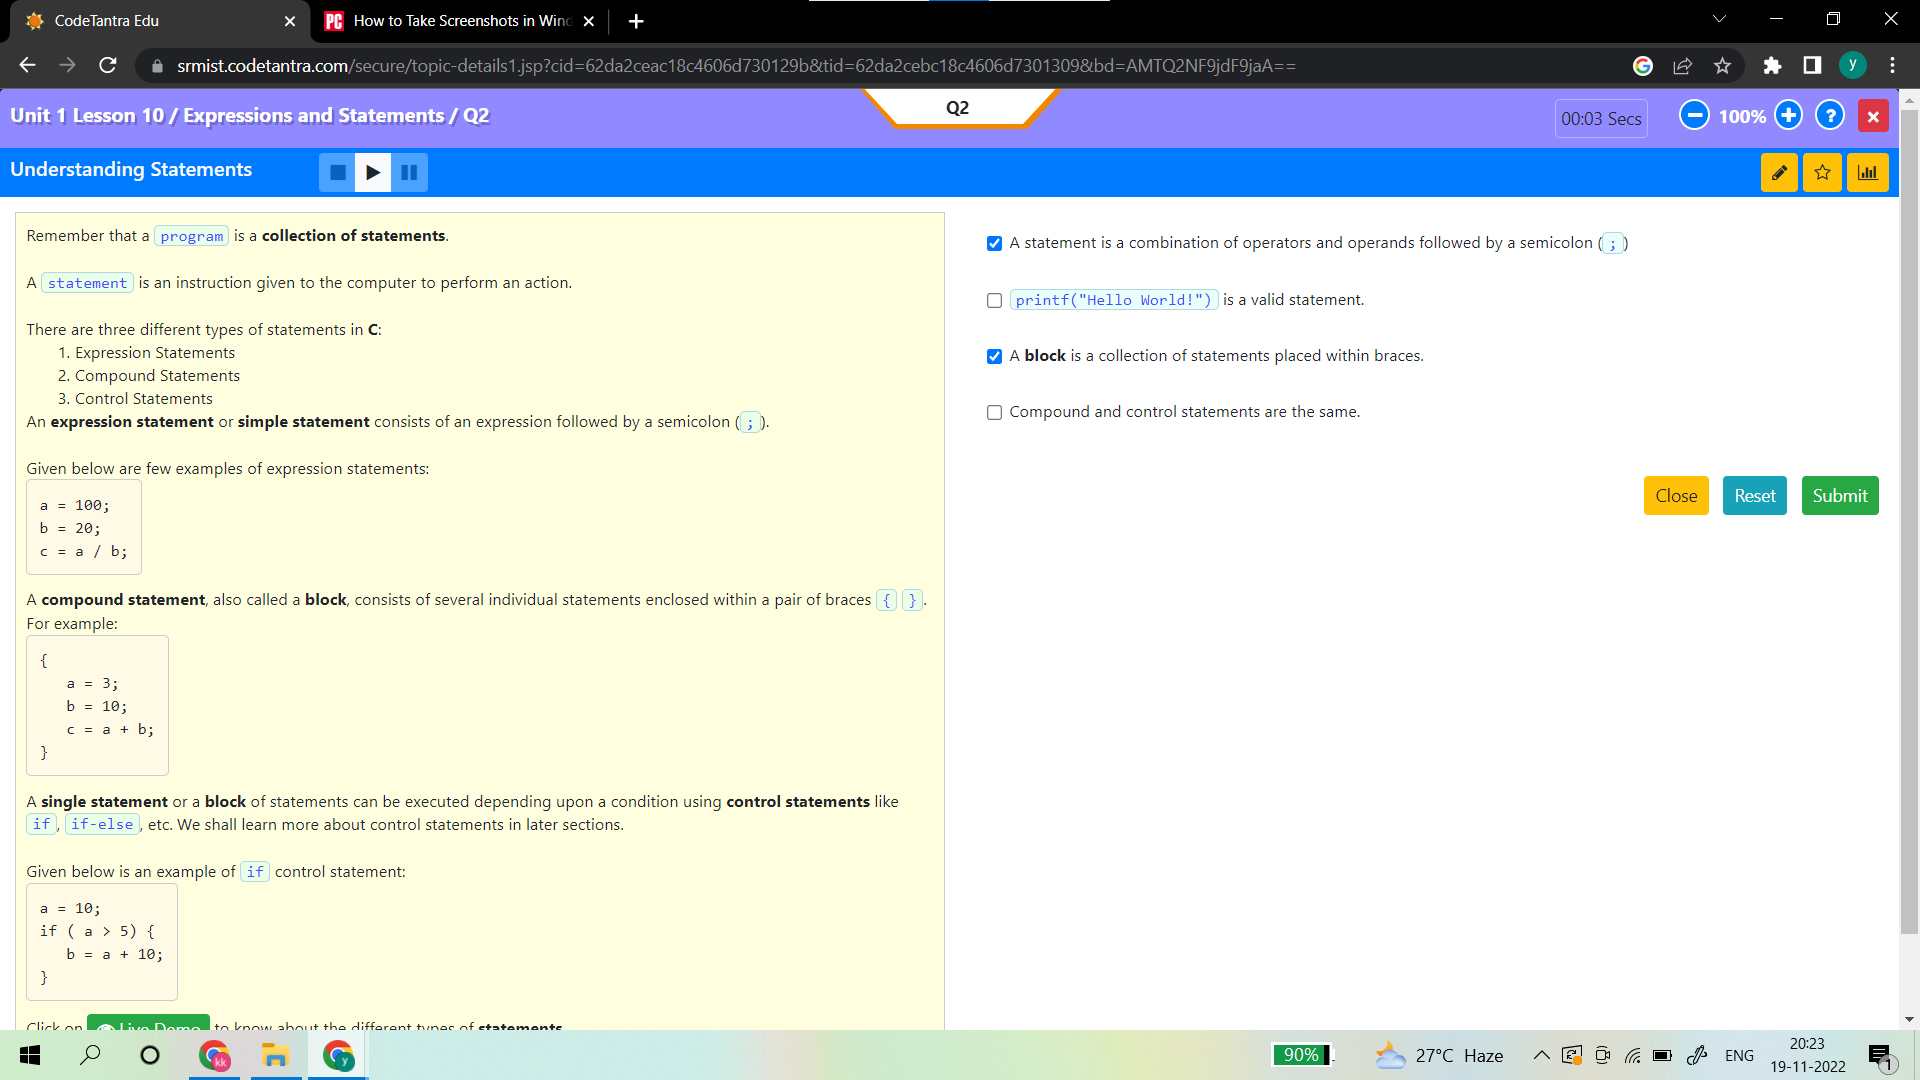 CodeTantra Edu
How to Take Screenshots in Wind
srmist.codetantra.com/secure/topic-details1.jsp?cid=62da2ceac18c4606d730129b&tid=62da2cebc18c4606d7301309&bd=AMTQ2NF9jdF9jaA==
y
Unit 1 Lesson 10 / Expressions and Statements / Q2
Q2
00:03 Secs
100%
?
Understanding Statements
Remember that a program is a collection of statements.
A statement is an instruction given to the computer to perform an action.
There are three different types of statements in C:
1. Expression Statements
2. Compound Statements
3. Control Statements
An expression statement or simple statement consists of an expression followed by a semicolon ( ; ).
Given below are few examples of expression statements:
a = 100;
b = 20;
c = a / b;
A compound statement, also called a block, consists of several individual statements enclosed within a pair of braces { } .
For example:
{
a = 3;
b = 10;
c = a + b;
}
A single statement or a block of statements can be executed depending upon a condition using control statements like
if , if-else , etc. We shall learn more about control statements in later sections.
Given below is an example of if control statement:
a = 10;
if ( a > 5) {
b = a + 10;
}
Click on Live Demo to know about the different types of statements
A statement is a combination of operators and operands followed by a semicolon ( ; )
printf("Hello World!") is a valid statement.
A block is a collection of statements placed within braces.
Compound and control statements are the same.
Close
Reset
Submit
kk
y
90%
27°C Haze
ENG
20:23
19-11-2022
1